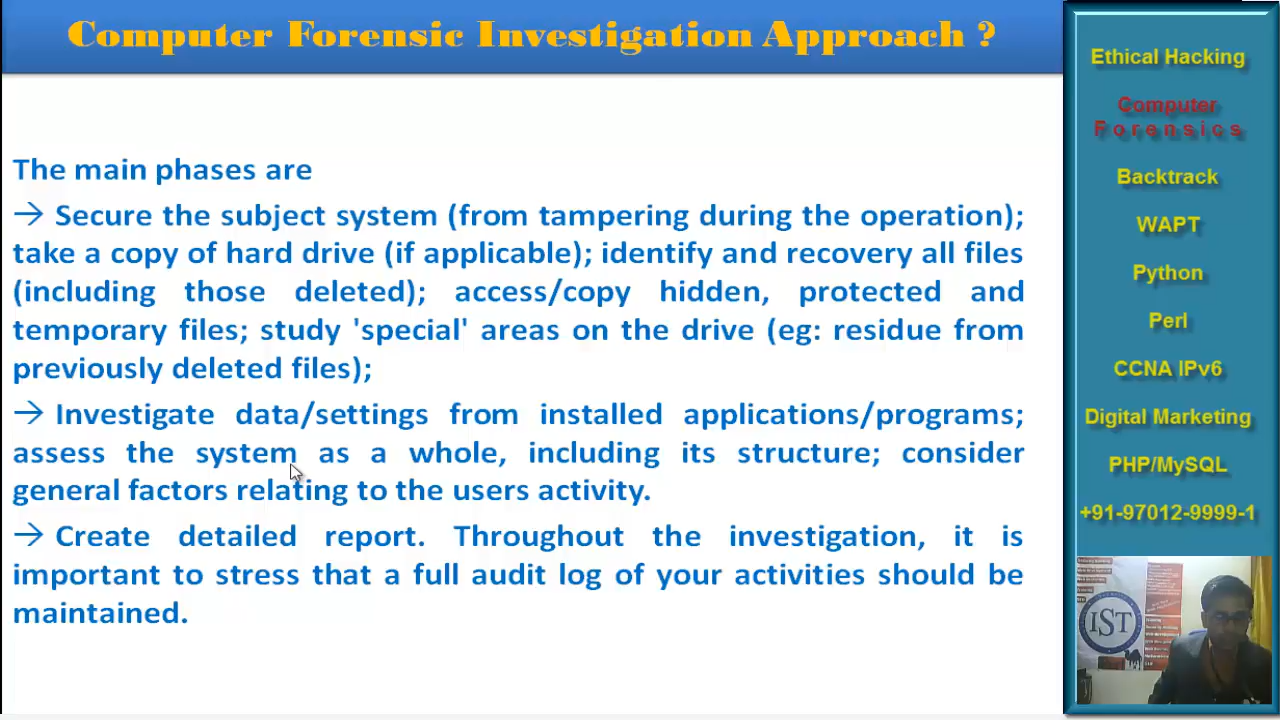 Computer Forensic Investigation Approach ?
The main phases are
→ Secure the subject system (from tampering during the operation);
take a copy of hard drive (if applicable); identify and recovery all files
(including those deleted); access/copy hidden, protected and
temporary files; study 'special' areas on the drive (eg: residue from
previously deleted files);
→ Investigate data/settings from installed applications/programs;
assess the system as a whole, including its structure; consider
general factors relating to the users activity.
→ Create detailed report. Throughout the investigation, it is
important to stress that a full audit log of your activities should be
maintained.
Ethical Hacking
Computer
Forensics
Backtrack
WAPT
Python
Perl
CCNA IPv6
Digital Marketing
PHP/MySQL
+91-97012-9999-1
IST